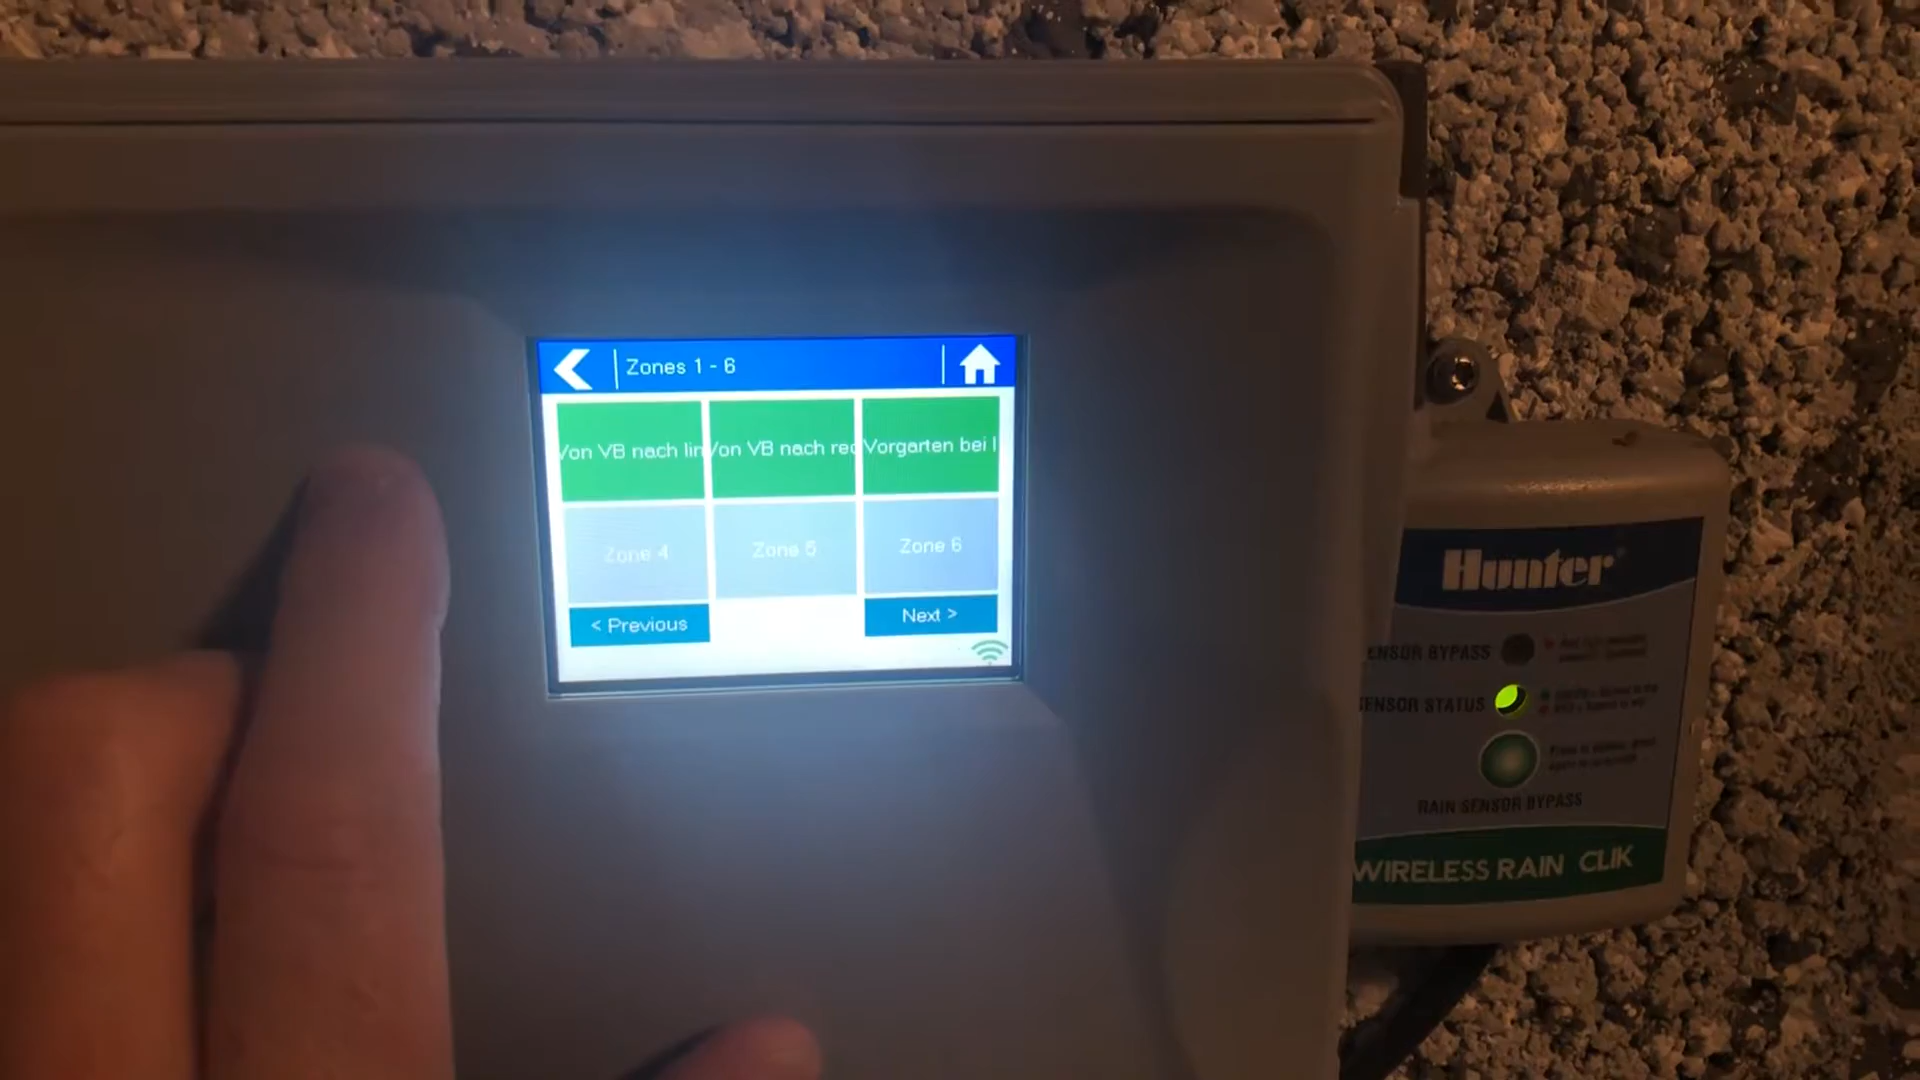 Zones 1 - 6
Von VB nach lin
Von VB nach rec
Vorgarten bei l
Zone 4
Zone 5
Zone 6
< Previous
Next >
Hunter
SENSOR BYPASS
SENSOR STATUS
RAIN SENSOR BYPASS
WIRELESS RAIN CLIK